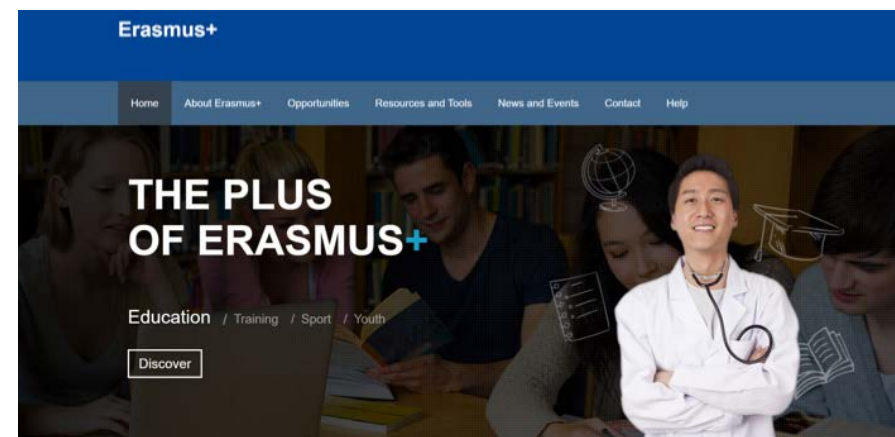 Erasmus+
Home About Erasmus+ Opportunities Resources and Tools News and Events Contact Help
THE PLUS
OF ERASMUS+
Education / Training / Sport / Youth
Discover